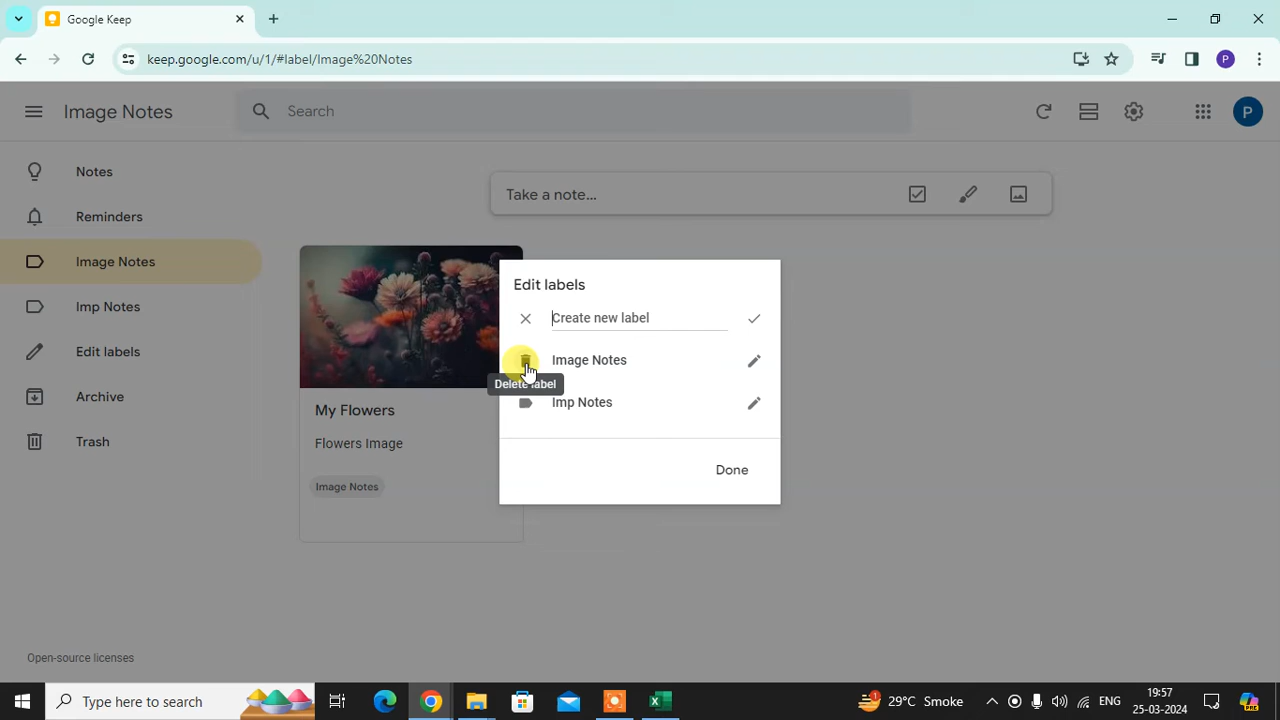 Google Keep
keep.google.com/u/1/#label/Image%20Notes
P
Image Notes
Search
P
Notes
Take a note...
Reminders
Image Notes
Imp Notes
Edit labels
Archive
Trash
My Flowers
Flowers Image
Image Notes
Edit labels
Create new label
Image Notes
Delete label
Imp Notes
Done
Open-source licenses
Type here to search
1
29°C Smoke
ENG
19:57
25-03-2024